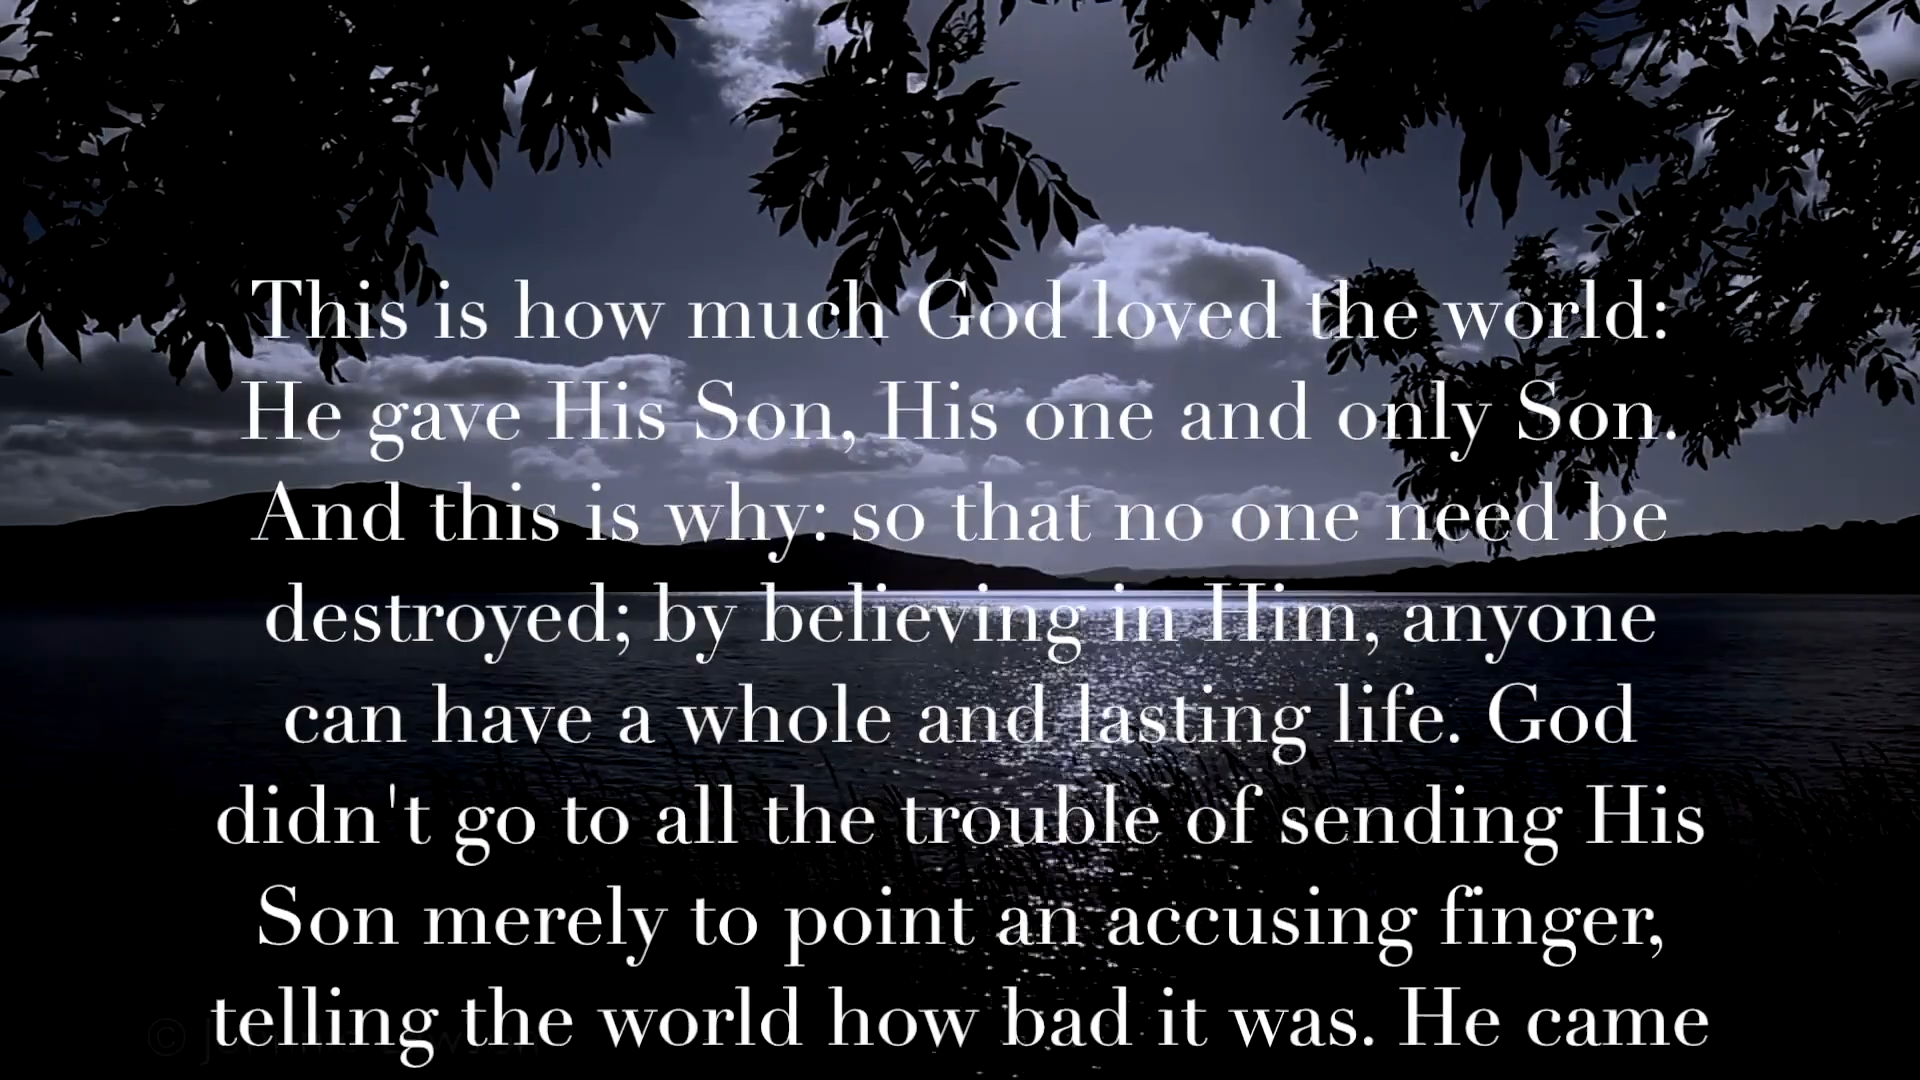 This is how much God loved the world:
He gave His Son, His one and only Son.
And this is why: so that no one need be
destroyed; by believing in Him, anyone
can have a whole and lasting life. God
didn't go to all the trouble of sending His
Son merely to point an accusing finger,
telling the world how bad it was. He came
©